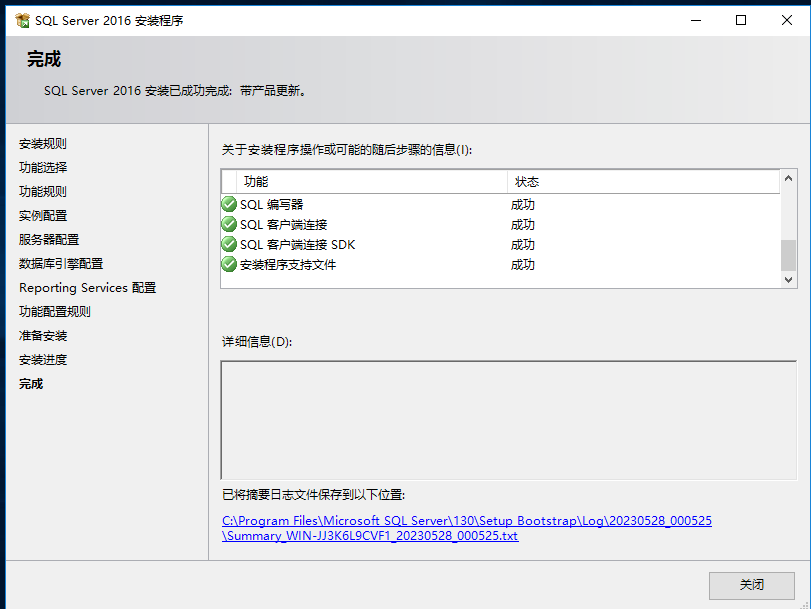 SQL Server 2016 安装程序
完成
SQL Server 2016 安装已成功完成: 带产品更新。
安装规则
功能选择
功能规则
实例配置
服务器配置
数据库引擎配置
Reporting Services 配置
功能配置规则
准备安装
安装进度
完成
关于安装程序操作或可能的随后步骤的信息(I):
功能 状态
SQL 编写器 成功
SQL 客户端连接 成功
SQL 客户端连接 SDK 成功
安装程序支持文件 成功
详细信息(D):
已将摘要日志文件保存到以下位置:
C:\Program Files\Microsoft SQL Server\130\Setup Bootstrap\Log\20230528_000525
\Summary_WIN-JJ3K6L9CVF1_20230528_000525.txt
关闭